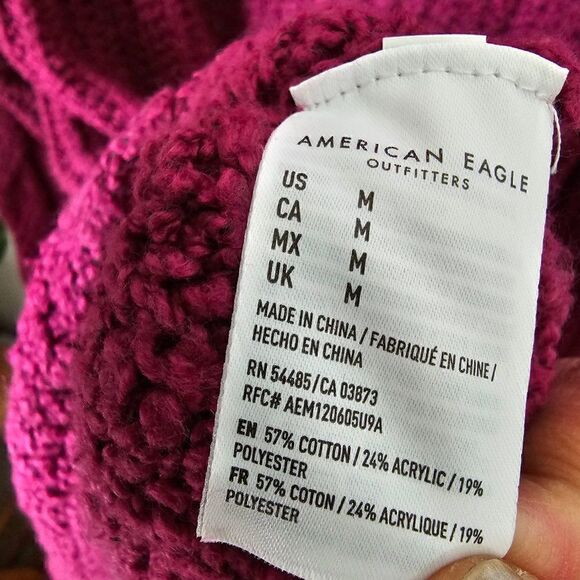 AMERICAN EAGLE
OUTFITTERS
US M
CA M
MX M
UK M
MADE IN CHINA / FABRIQUÉ EN CHINE /
HECHO EN CHINA
RN 54485 / CA 03873
RFC# AEM120605U9A
EN 57% COTTON / 24% ACRYLIC / 19%
POLYESTER
FR 57% COTON / 24% ACRYLIQUE / 19%
POLYESTER